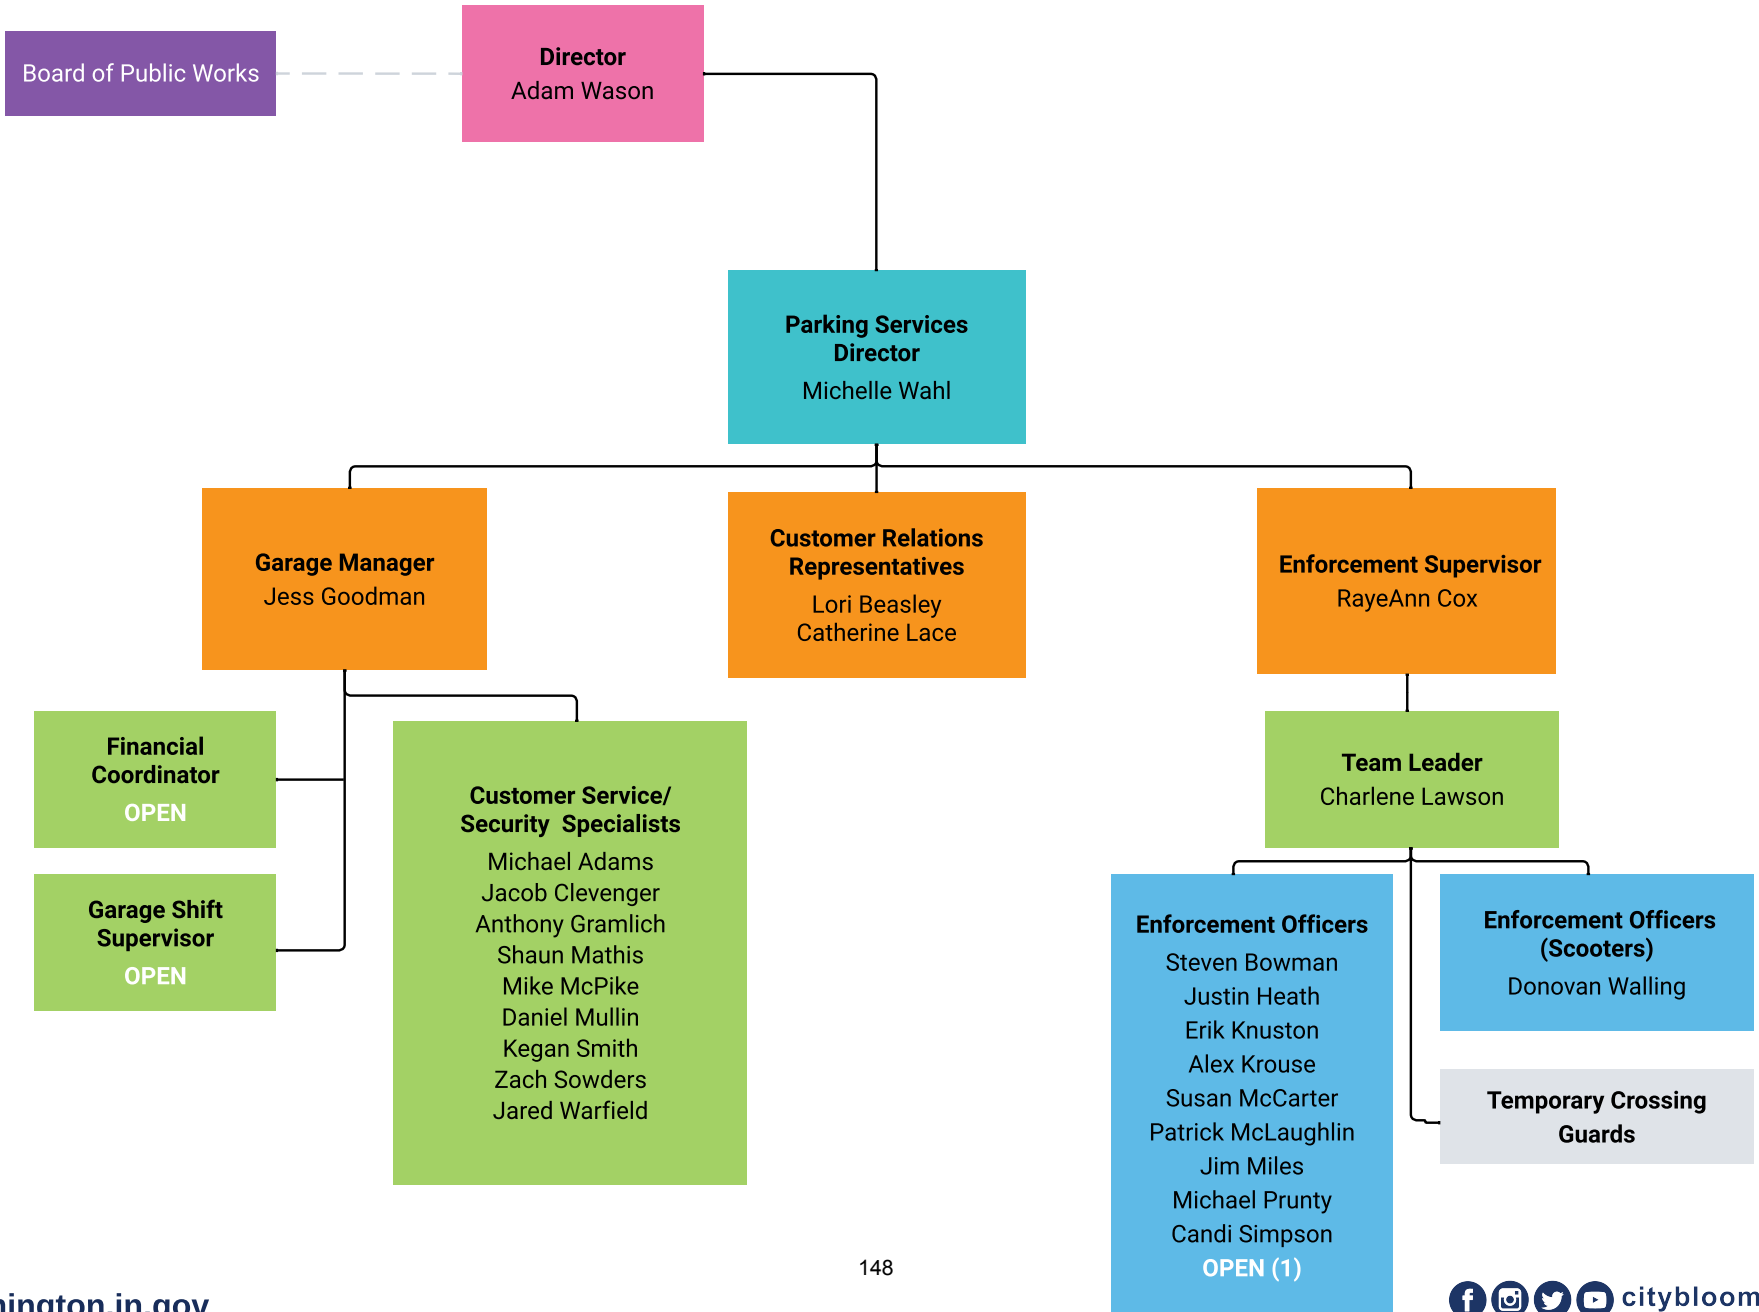 Board of Public Works
Director
Adam Wason
Parking Services
Director
Michelle Wahl
Garage Manager
Jess Goodman
Customer Relations
Representatives
Lori Beasley
Catherine Lace
Enforcement Supervisor
RayeAnn Cox
Financial
Coordinator
OPEN
Garage Shift
Supervisor
OPEN
Customer Service/
Security Specialists
Michael Adams
Jacob Clevenger
Anthony Gramlich
Shaun Mathis
Mike McPike
Daniel Mullin
Kegan Smith
Zach Sowders
Jared Warfield
Team Leader
Charlene Lawson
Enforcement Officers
Steven Bowman
Justin Heath
Erik Knuston
Alex Krouse
Susan McCarter
Patrick McLaughlin
Jim Miles
Michael Prunty
Candi Simpson
OPEN (1)
Enforcement Officers
(Scooters)
Donovan Walling
Temporary Crossing
Guards
148
nington.in.gov
citybloom